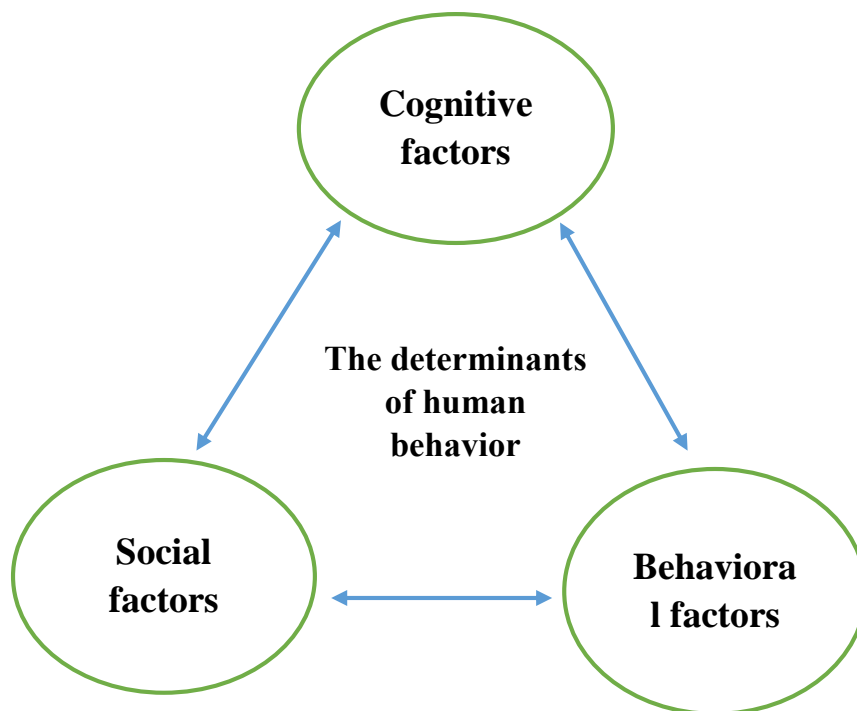 Cognitive
factors
The determinants
of human
behavior
Social
factors
Behaviora
l factors